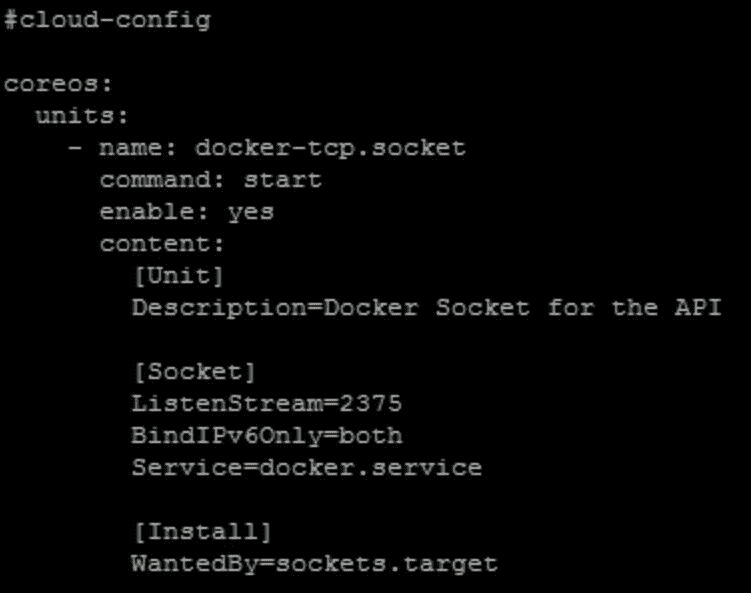 #cloud-config
coreos:
units:
- name: docker-tcp.socket
command: start
enable: yes
content:
[Unit]
Description=Docker Socket for the API
[Socket]
ListenStream=2375
BindIPv6Only=both
Service=docker.service
[Install]
WantedBy=sockets.target